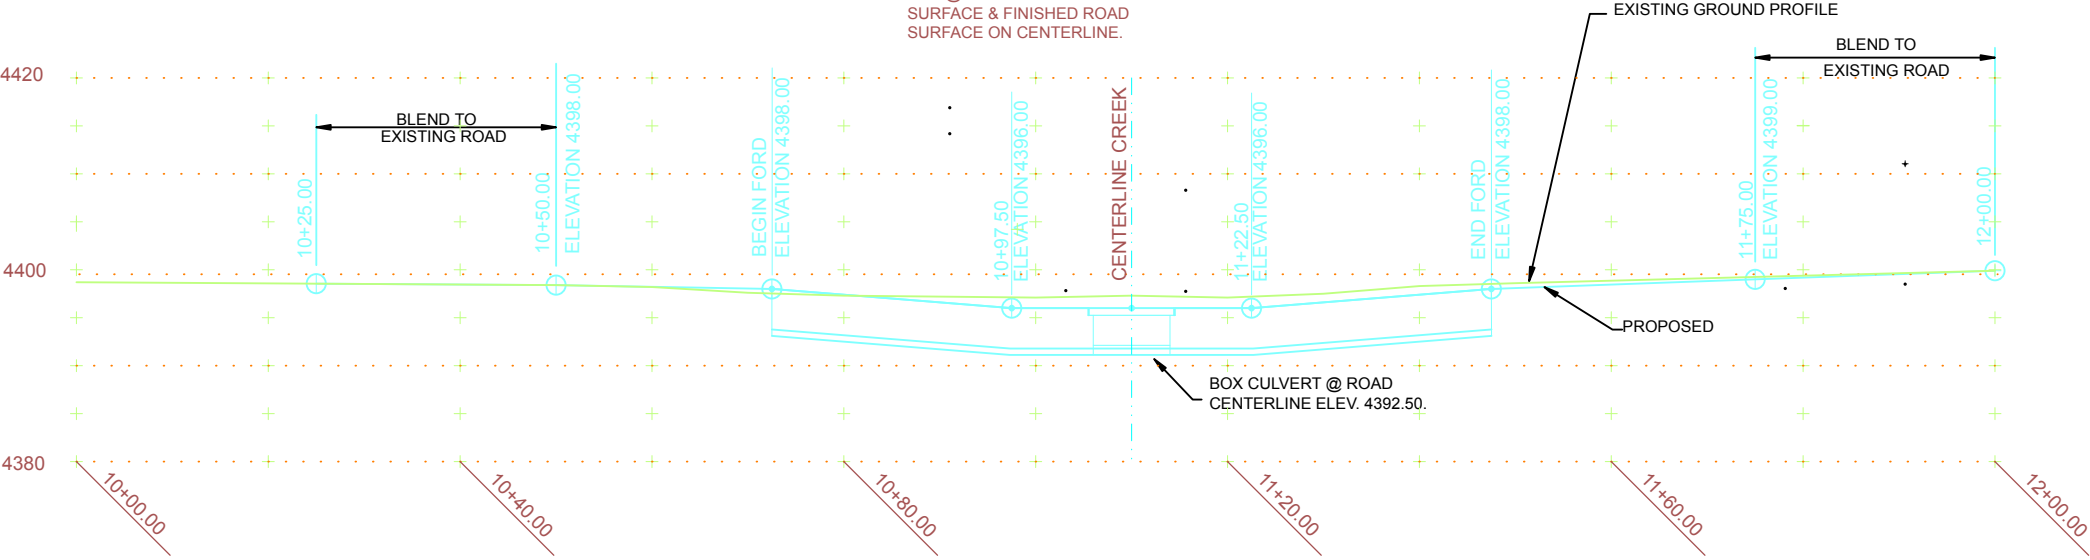 SURFACE & FINISHED ROAD
SURFACE ON CENTERLINE.
EXISTING GROUND PROFILE
BLEND TO
EXISTING ROAD
4420
BLEND TO
EXISTING ROAD
10+25.00
10+50.00
ELEVATION 4398.00
BEGIN FORD
ELEVATION 4398.00
10+97.50
ELEVATION 4396.00
CENTERLINE CREEK
11+22.50
ELEVATION 4396.00
END FORD
ELEVATION 4398.00
11+75.00
ELEVATION 4399.00
12+00.00
4400
PROPOSED
BOX CULVERT @ ROAD
CENTERLINE ELEV. 4392.50.
4380
10+00.00
10+40.00
10+80.00
11+20.00
11+60.00
12+00.00